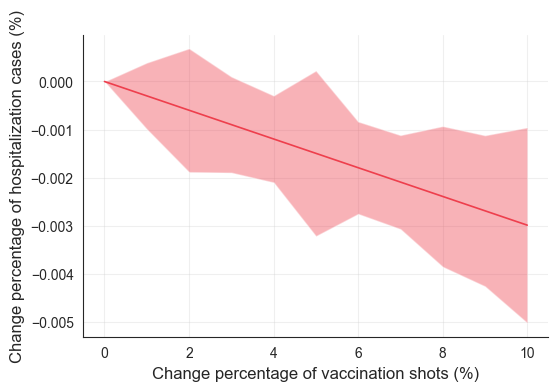 Change percentage of hospitalization cases (%)
0.000
−0.001
−0.002
−0.003
−0.004
−0.005
0 2 4 6 8 10
Change percentage of vaccination shots (%)